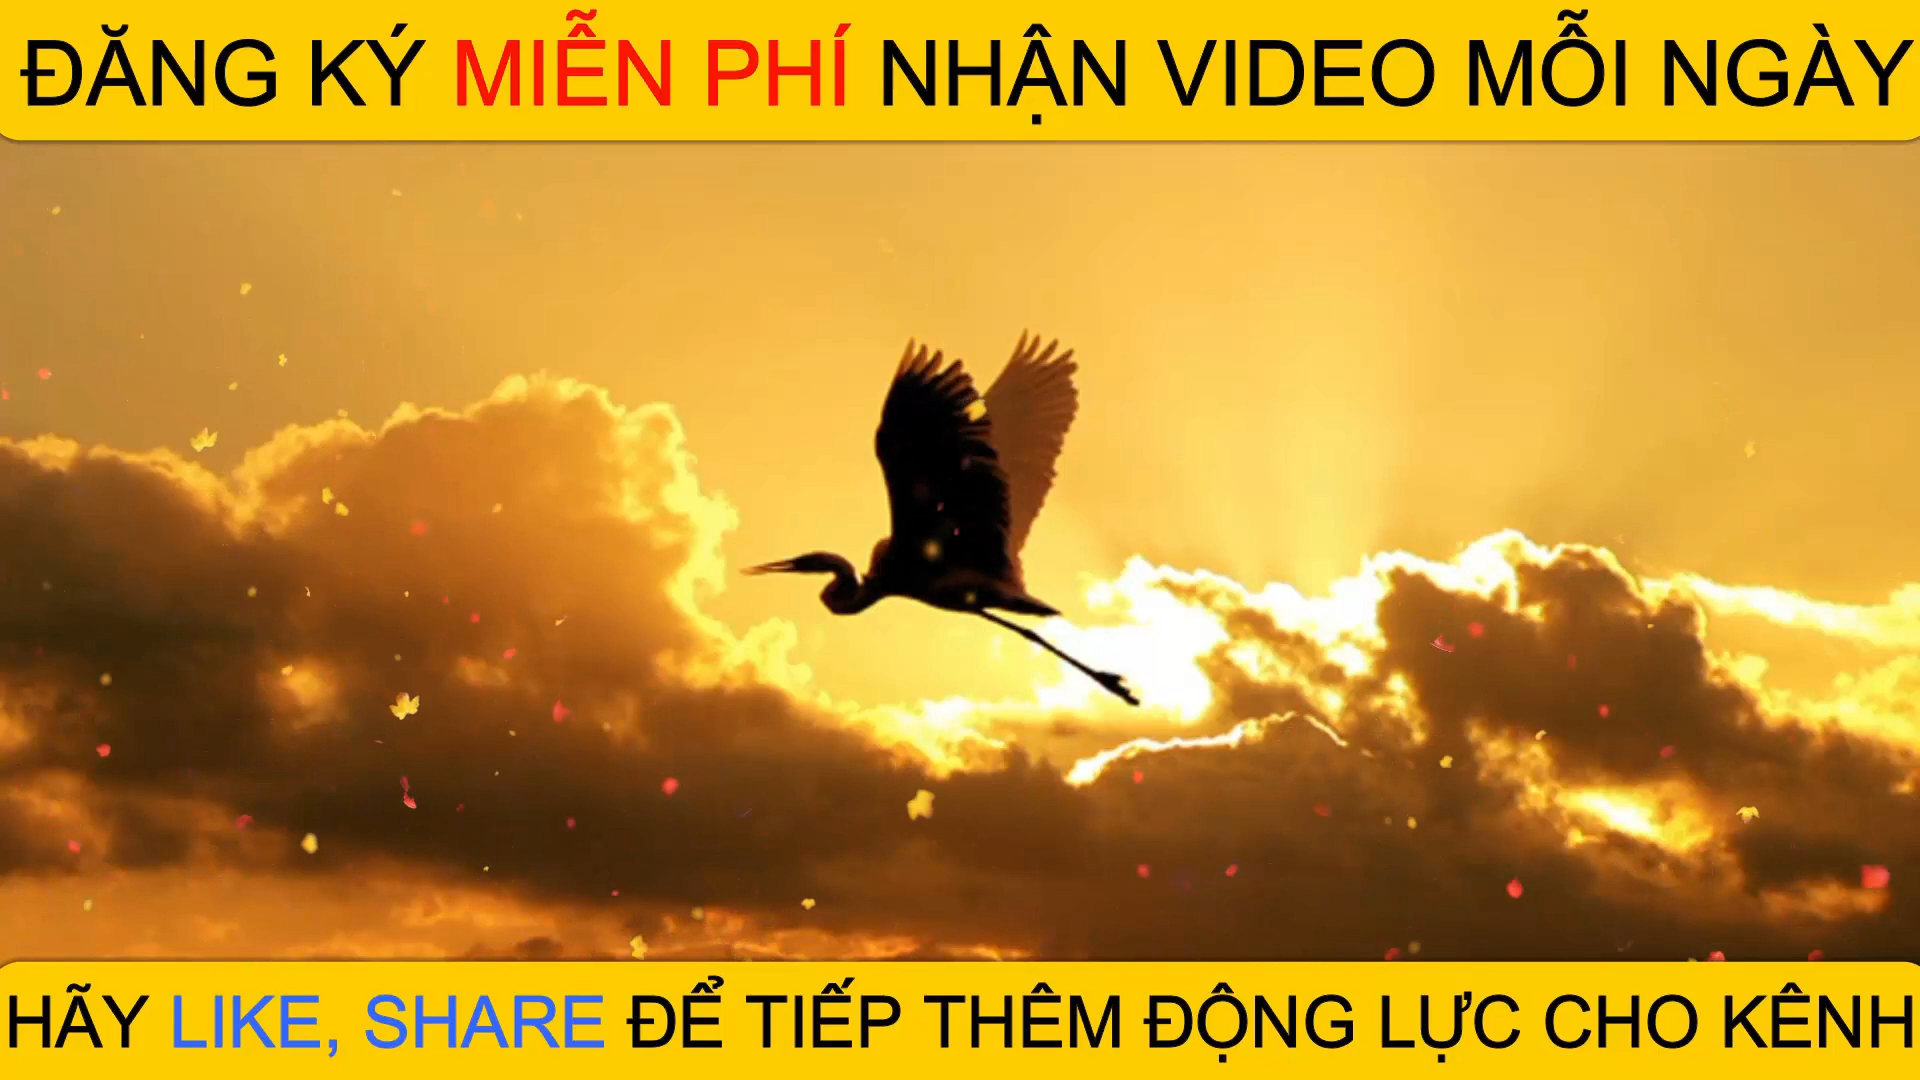 ĐĂNG KÝ MIỄN PHÍ NHẬN VIDEO MỖI NGÀY
HÃY LIKE, SHARE ĐỂ TIẾP THÊM ĐỘNG LỰC CHO KÊNH